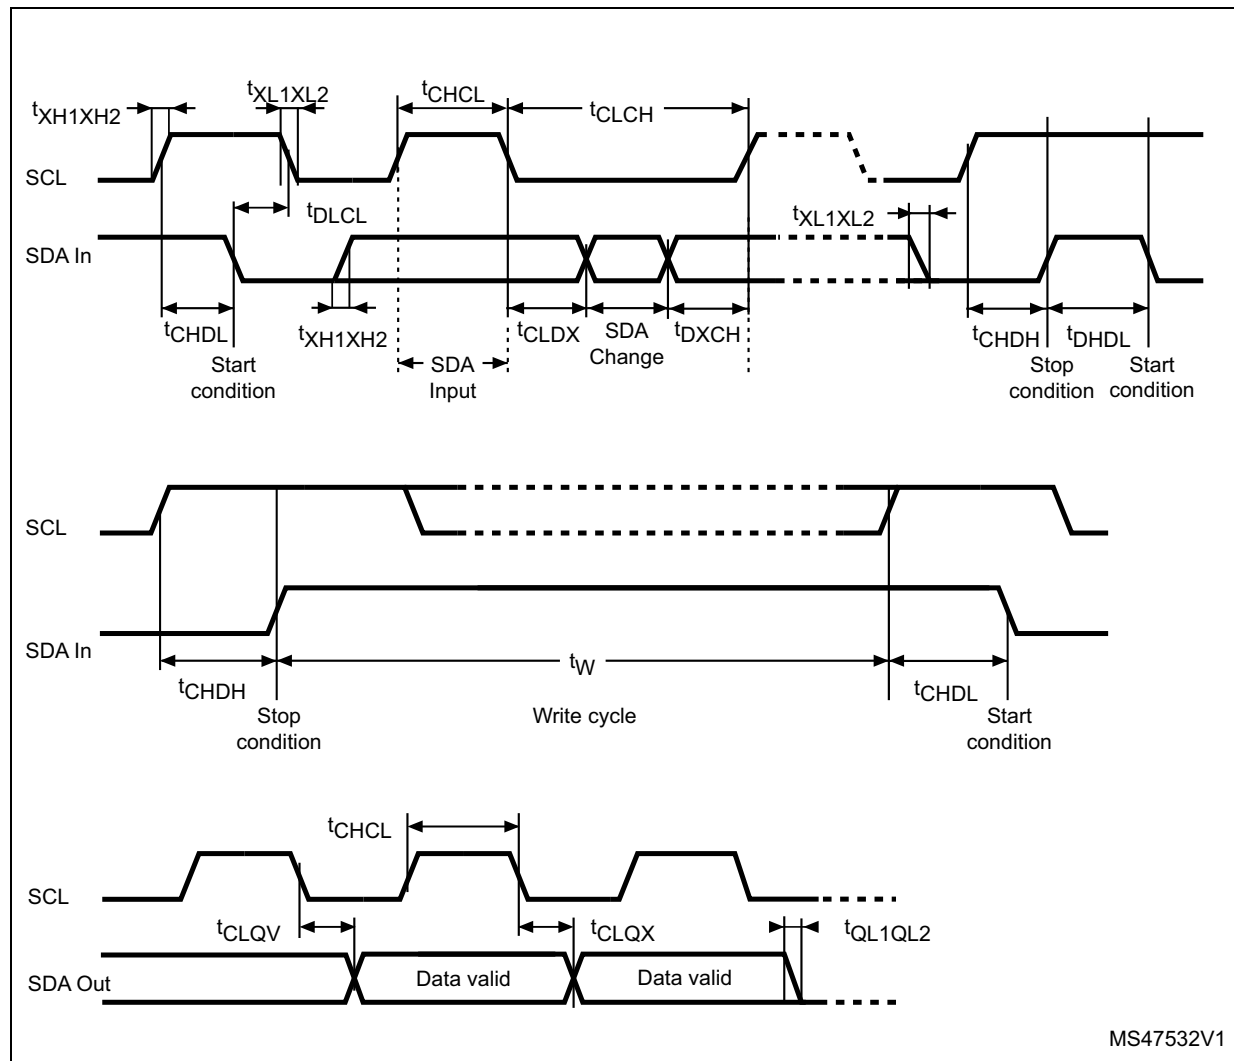 tXL1XL2
tCHCL
tXH1XH2
tCLCH
SCL
tDLCL
tXL1XL2
SDA In
tCHDL
tXH1XH2
tCLDX
SDA
Change
tDXCH
tCHDH
tDHDL
Start
condition
SDA
Input
Stop
condition
Start
condition
SCL
SDA In
tCHDH
tW
tCHDL
Stop
condition
Write cycle
Start
condition
tCHCL
SCL
tCLQV
tCLQX
tQL1QL2
SDA Out
Data valid
Data valid
MS47532V1